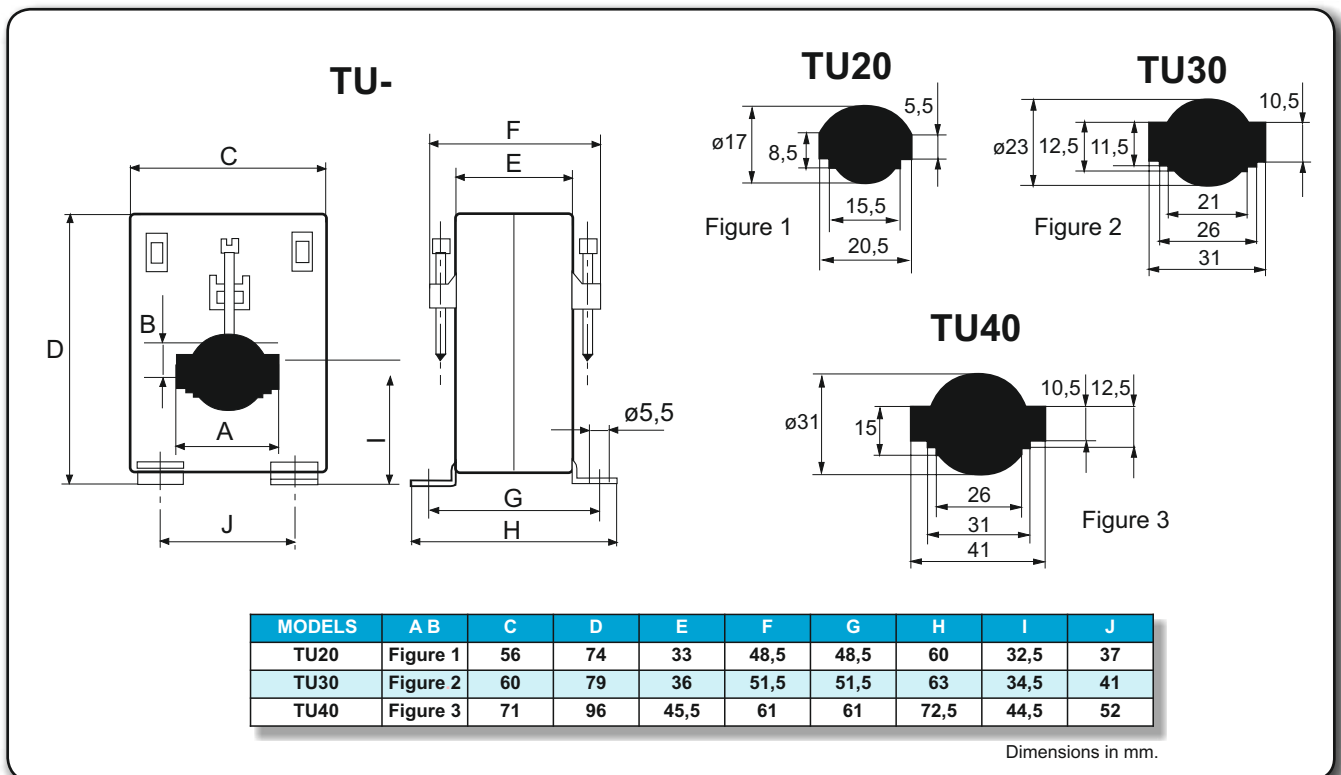 TU-
C
D
B
A
I
J
F
E
ø5,5
G
H
TU20
5,5
ø17
8,5
15,5
20,5
Figure 1
TU30
10,5
ø23
12,5
11,5
21
26
31
Figure 2
TU40
10,5
12,5
ø31
15
26
31
41
Figure 3
MODELS A B C D E F G H I J
TU20 Figure 1 56 74 33 48,5 48,5 60 32,5 37
TU30 Figure 2 60 79 36 51,5 51,5 63 34,5 41
TU40 Figure 3 71 96 45,5 61 61 72,5 44,5 52
Dimensions in mm.